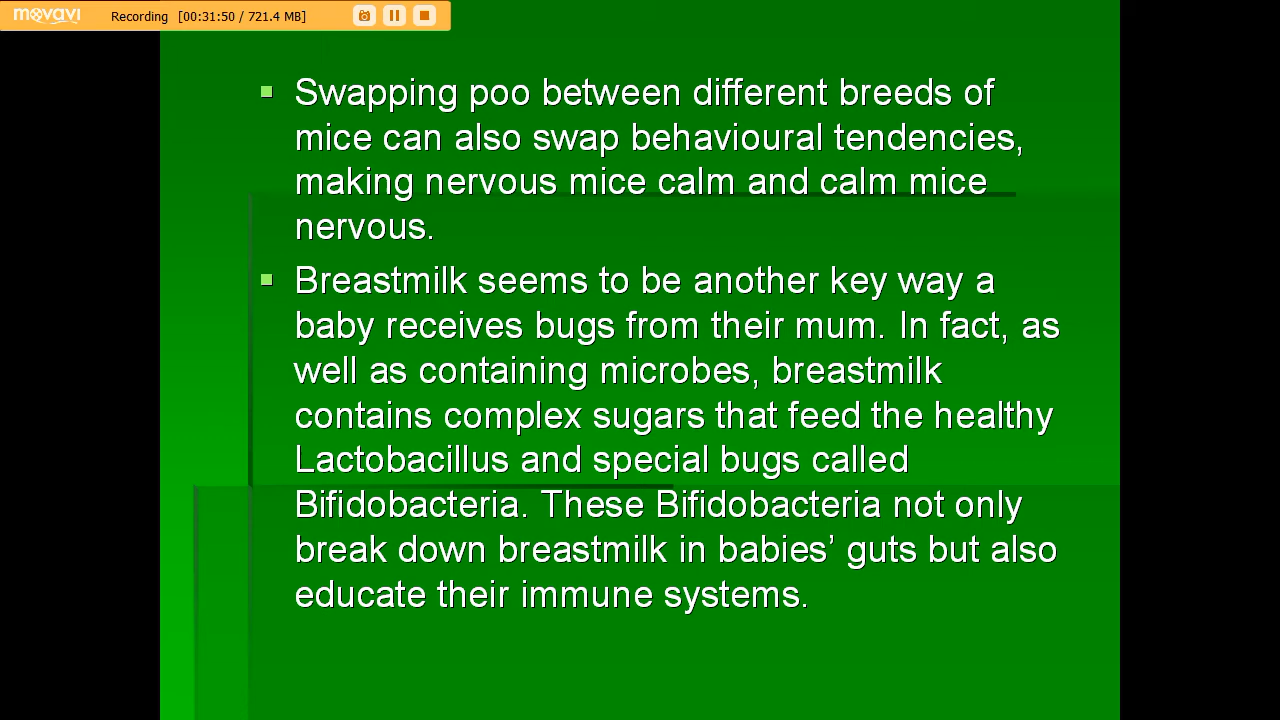 movavi Recording [00:31:50 / 721.4 MB]
Swapping poo between different breeds of
mice can also swap behavioural tendencies,
making nervous mice calm and calm mice
nervous.
Breastmilk seems to be another key way a
baby receives bugs from their mum. In fact, as
well as containing microbes, breastmilk
contains complex sugars that feed the healthy
Lactobacillus and special bugs called
Bifidobacteria. These Bifidobacteria not only
break down breastmilk in babies’ guts but also
educate their immune systems.